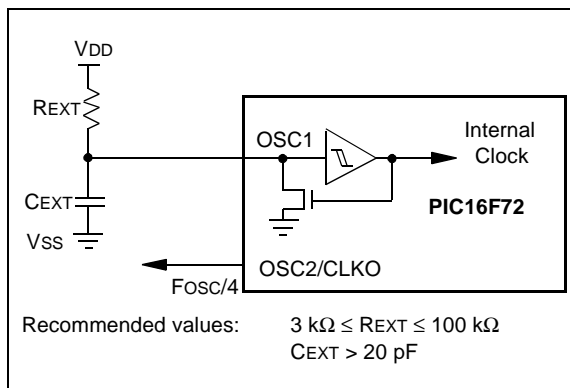 VDD
REXT
OSC1
Internal
Clock
CEXT
PIC16F72
VSS
OSC2/CLKO
FOSC/4
Recommended values: 3 kΩ ≤ REXT ≤ 100 kΩ
CEXT > 20 pF